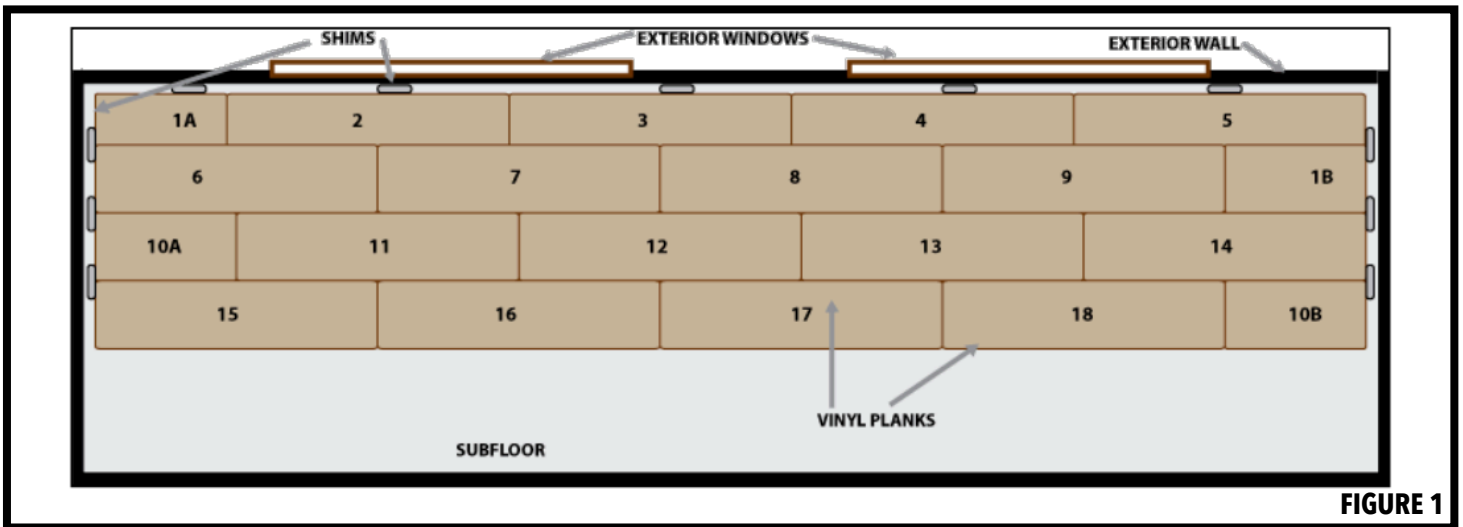 SHIMS
EXTERIOR WINDOWS
EXTERIOR WALL
1A 2 3 4 5
6 7 8 9 1B
10A 11 12 13 14
15 16 17 18 10B
VINYL PLANKS
SUBFLOOR
FIGURE 1